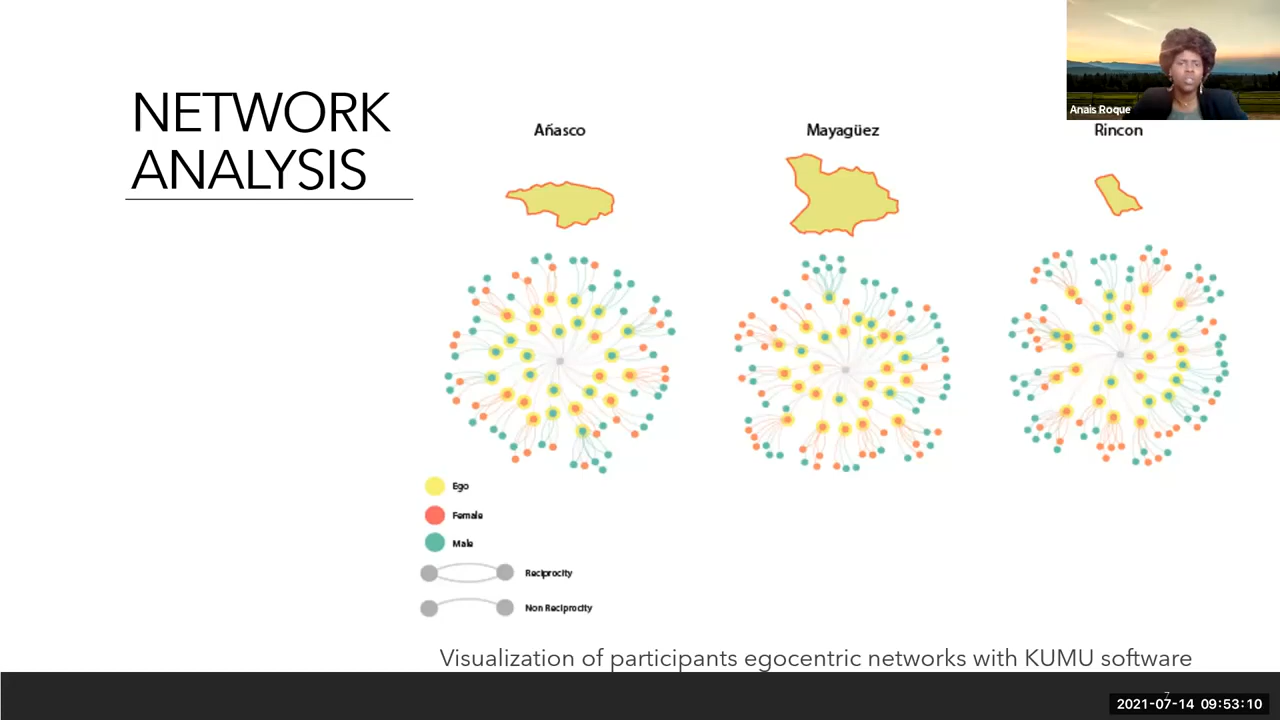 NETWORK
ANALYSIS
Anais Roque
Añasco
Mayagüez
Rincon
Ego
Female
Male
Reciprocity
Non Reciprocity
Visualization of participants egocentric networks with KUMU software
7
2021-07-14 09:53:10